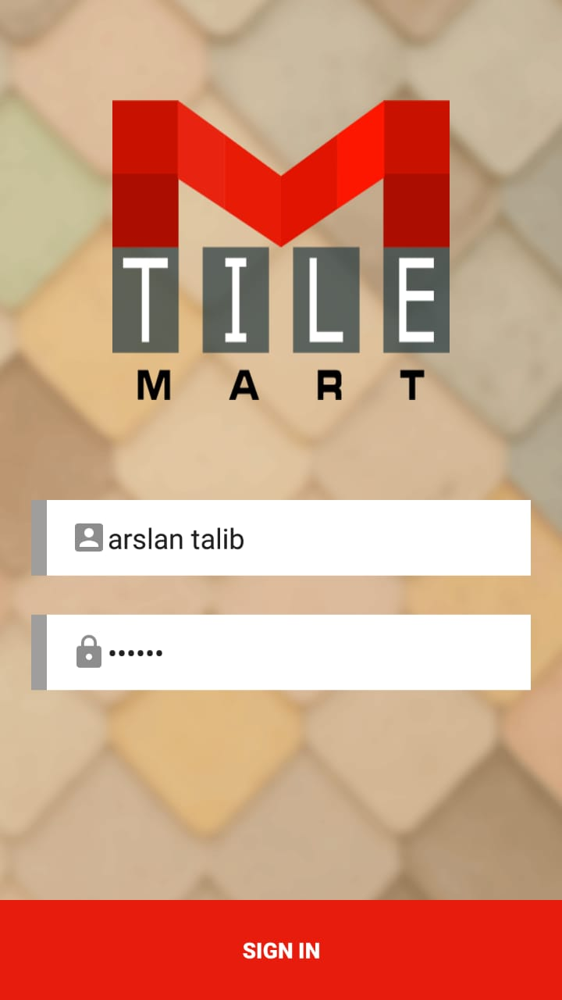 TILE
MART
arslan talib
••••••
SIGN IN